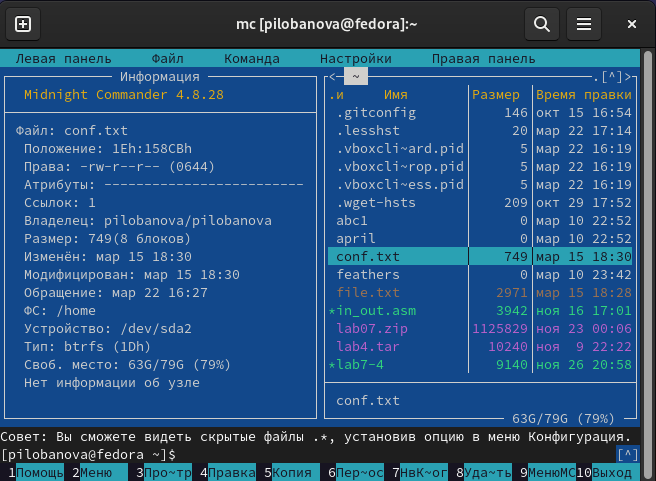 mc [pilobanova@fedora]:~
Левая панель Файл Команда Настройки Правая панель
Информация
Midnight Commander 4.8.28
Файл: conf.txt
Положение: 1Eh:158CBh
Права: -rw-r--r-- (0644)
Атрибуты: -------------------------
Ссылок: 1
Владелец: pilobanova/pilobanova
Размер: 749(8 блоков)
Изменён: мар 15 18:30
Модифицирован: мар 15 18:30
Обращение: мар 22 16:27
ФС: /home
Устройство: /dev/sda2
Тип: btrfs (1Dh)
Своб. место: 63G/79G (79%)
Нет информации об узле
<- ~ .[^]>
.и Имя Размер Время правки
.gitconfig 146 окт 15 16:54
.lesshst 20 мар 22 17:14
.vboxcli~ard.pid 5 мар 22 16:19
.vboxcli~rop.pid 5 мар 22 16:19
.vboxcli~ess.pid 5 мар 22 16:19
.wget-hsts 209 окт 29 17:52
abc1 0 мар 10 22:52
april 0 мар 10 22:52
conf.txt 749 мар 15 18:30
feathers 0 мар 10 23:42
file.txt 2971 мар 15 18:28
*in_out.asm 3942 ноя 16 17:01
lab07.zip 1125829 ноя 23 00:06
lab4.tar 10240 ноя 9 22:22
*lab7-4 9140 ноя 26 20:58
conf.txt
63G/79G (79%)
Совет: Вы сможете видеть скрытые файлы .*, установив опцию в меню Конфигурация.
[pilobanova@fedora ~]$ [^]
1Помощь 2Меню 3Про~тр 4Правка 5Копия 6Пер~ос 7НвК~ог 8Уда~ть 9МенюMC 10Выход